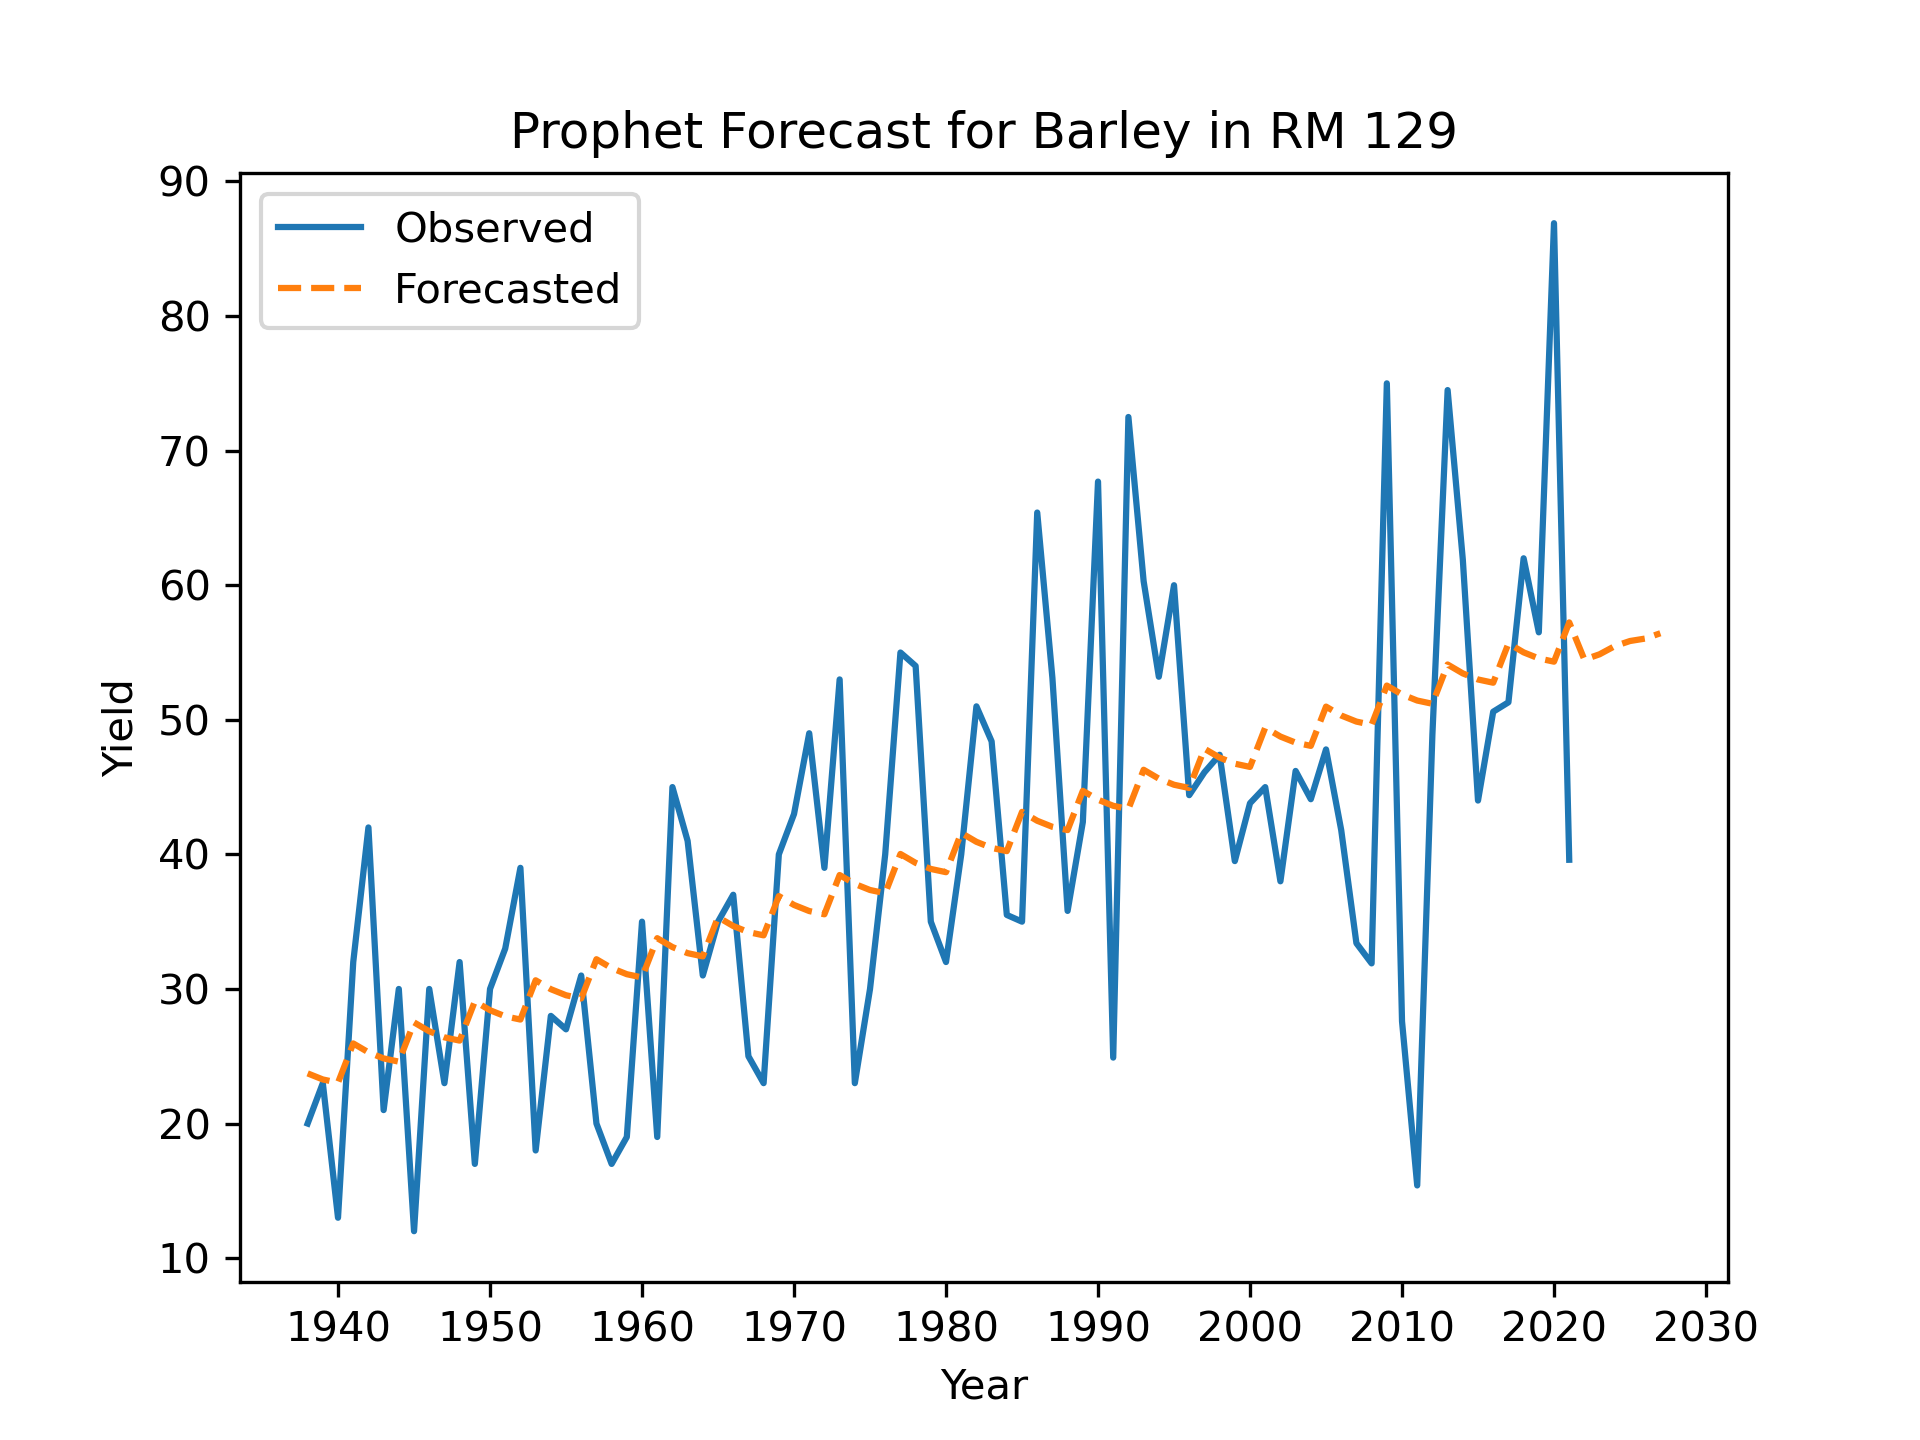 Prophet Forecast for Barley in RM 129
Observed
Forecasted
90
80
70
60
50
40
30
20
10
Yield
1940 1950 1960 1970 1980 1990 2000 2010 2020 2030
Year